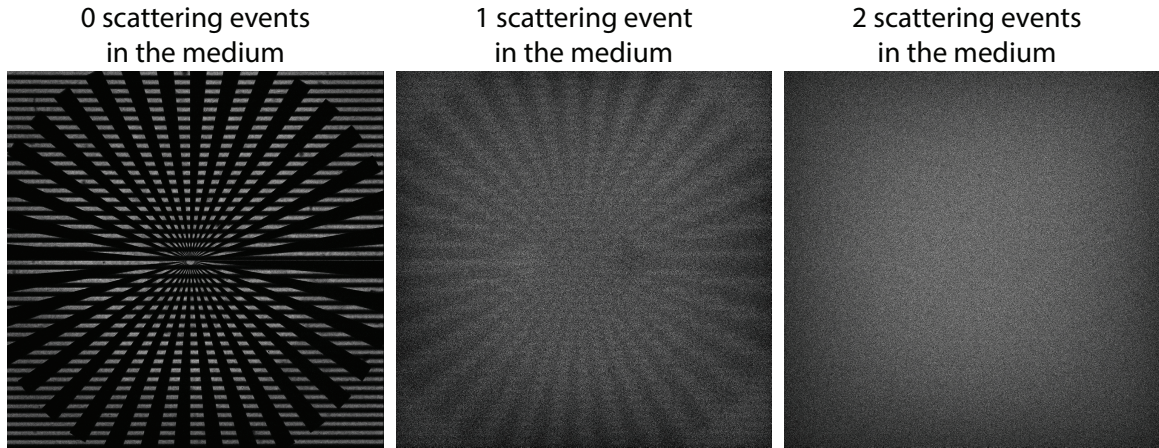 0 scattering events
in the medium
1 scattering event
in the medium
2 scattering events
in the medium